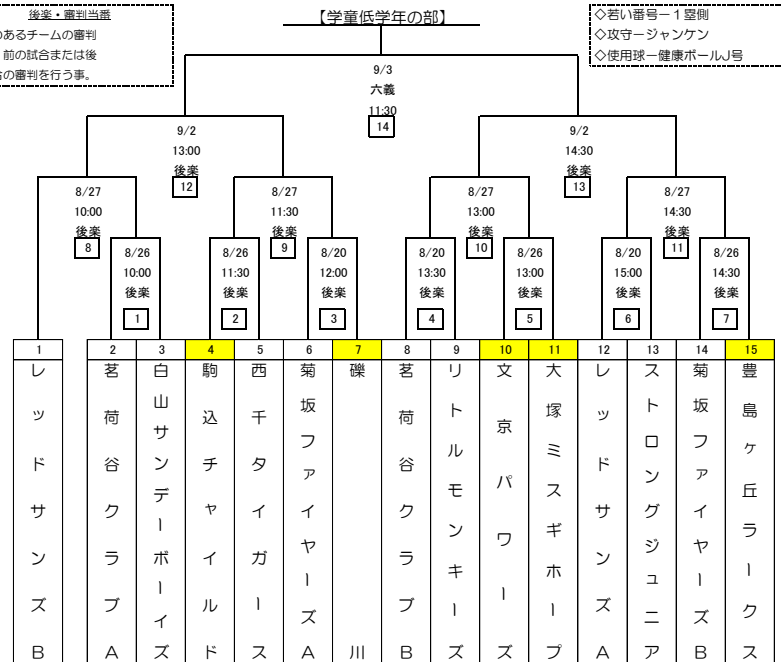 【学童低学年の部】
後楽・審判当番
のあるチームの審判
前の試合または後
の審判を行う事。
◇若い番号ー１塁側
◇攻守ージャンケン
◇使用球ー健康ボールJ号
9/3
六義
11:30
14
9/2
13:00
後楽
12
9/2
14:30
後楽
13
8/27
10:00
後楽
8
8/27
11:30
後楽
9
8/27
13:00
後楽
10
8/27
14:30
後楽
11
8/26
10:00
後楽
1
8/26
11:30
後楽
2
8/20
12:00
後楽
3
8/20
13:30
後楽
4
8/26
13:00
後楽
5
8/20
15:00
後楽
6
8/26
14:30
後楽
7
1
レッドサンズB
2
茗荷谷クラブA
3
白山サンデーボーイズ
4
駒込チャイルド
5
西千タイガース
6
菊坂ファイヤーズA
7
礫川
8
茗荷谷クラブB
9
リトルモンキーズ
10
文京パワーズ
11
大塚ミスギホープ
12
レッドサンズA
13
ストロングジュニア
14
菊坂ファイヤーズB
15
豊島ヶ丘ラークス